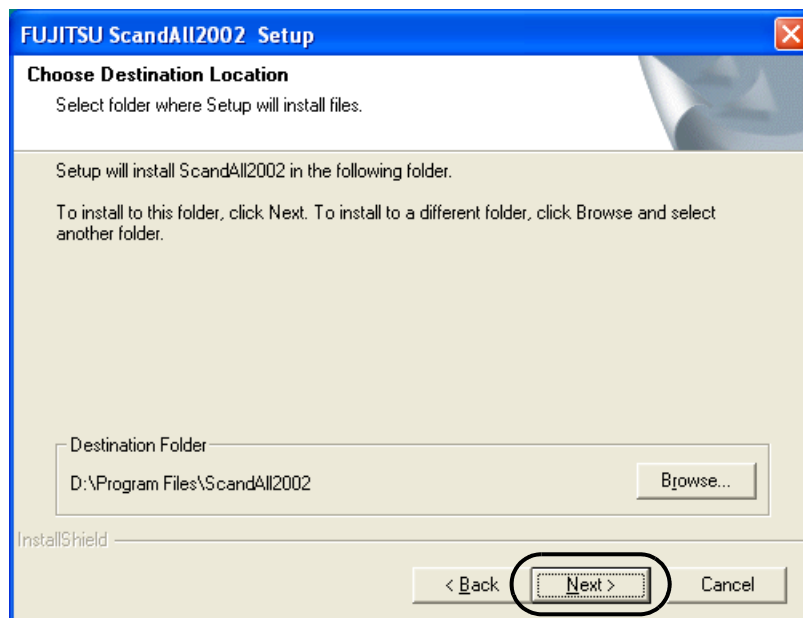 FUJITSU ScandAll2002 Setup
Choose Destination Location
Select folder where Setup will install files.
Setup will install ScandAll2002 in the following folder.
To install to this folder, click Next. To install to a different folder, click Browse and select
another folder.
Destination Folder
D:\Program Files\ScandAll2002
Browse...
InstallShield
< Back
Next >
Cancel